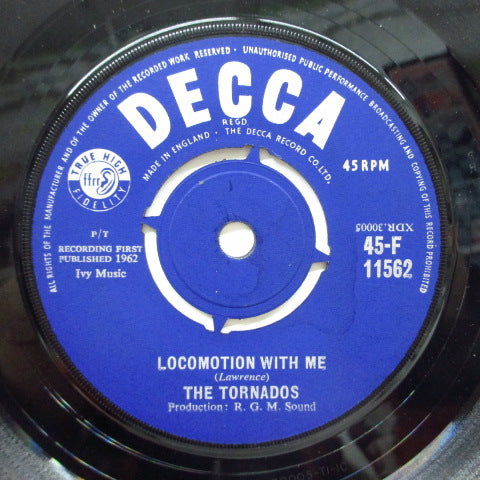 ALL RIGHTS OF THE MANUFACTURER AND OF THE OWNER OF THE RECORDED WORK RESERVED · UNAUTHORISED PUBLIC PERFORMANCE BROADCASTING AND COPYING OF THIS RECORD PROHIBITED
DECCA
REGD.
MADE IN ENGLAND · THE DECCA RECORD CO. LTD.
TRUE HIGH
ffrr
FIDELITY
45 RPM
P/T
RECORDING FIRST
PUBLISHED 1962
Ivy Music
XDR.30005
45-F
11562
LOCOMOTION WITH ME
(Lawrence)
THE TORNADOS
Production: R. G. M. Sound